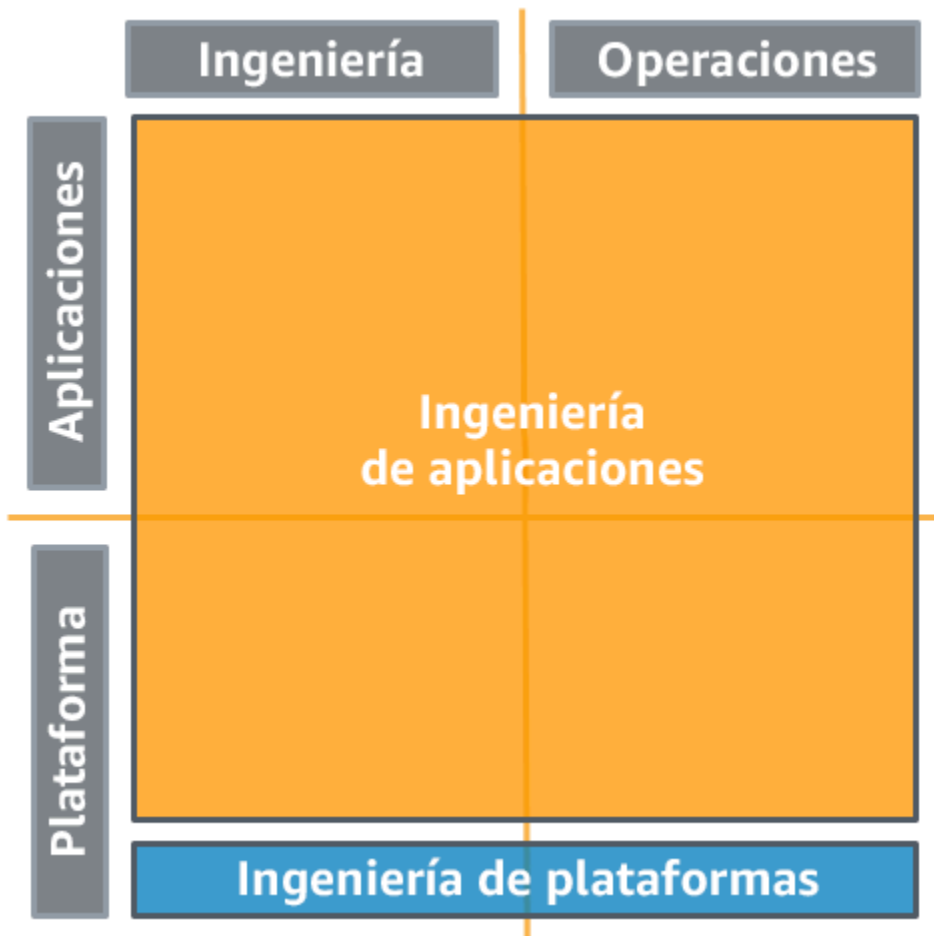 Ingeniería
Operaciones
Aplicaciones
Ingeniería
de aplicaciones
Plataforma
Ingeniería de plataformas